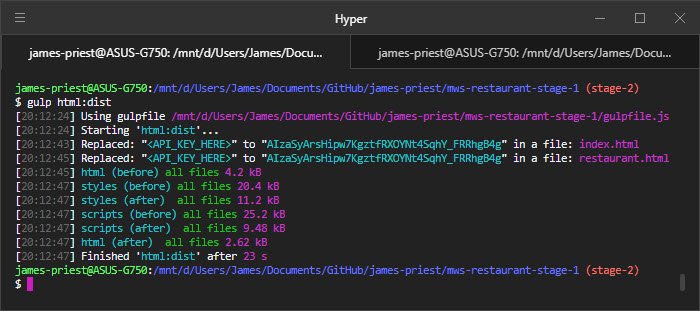 Hyper
james-priest@ASUS-G750: /mnt/d/Users/James/Docu...
james-priest@ASUS-G750: /mnt/d/Users/James/Docu...
james-priest@ASUS-G750:/mnt/d/Users/James/Documents/GitHub/james-priest/mws-restaurant-stage-1 (stage-2)
$ gulp html:dist
[20:12:24] Using gulpfile /mnt/d/Users/James/Documents/GitHub/james-priest/mws-restaurant-stage-1/gulpfile.js
[20:12:24] Starting 'html:dist'...
[20:12:43] Replaced: "<API_KEY_HERE>" to "AIzaSyArsHipw7KgztfRXOYNt4SqhY_FRRhgB4g" in a file: index.html
[20:12:45] Replaced: "<API_KEY_HERE>" to "AIzaSyArsHipw7KgztfRXOYNt4SqhY_FRRhgB4g" in a file: restaurant.html
[20:12:45] html (before) all files 4.2 kB
[20:12:47] styles (before) all files 20.4 kB
[20:12:47] styles (after)  all files 11.2 kB
[20:12:47] scripts (before) all files 25.2 kB
[20:12:47] scripts (after)  all files 9.48 kB
[20:12:47] html (after)  all files 2.62 kB
[20:12:47] Finished 'html:dist' after 23 s
james-priest@ASUS-G750:/mnt/d/Users/James/Documents/GitHub/james-priest/mws-restaurant-stage-1 (stage-2)
$